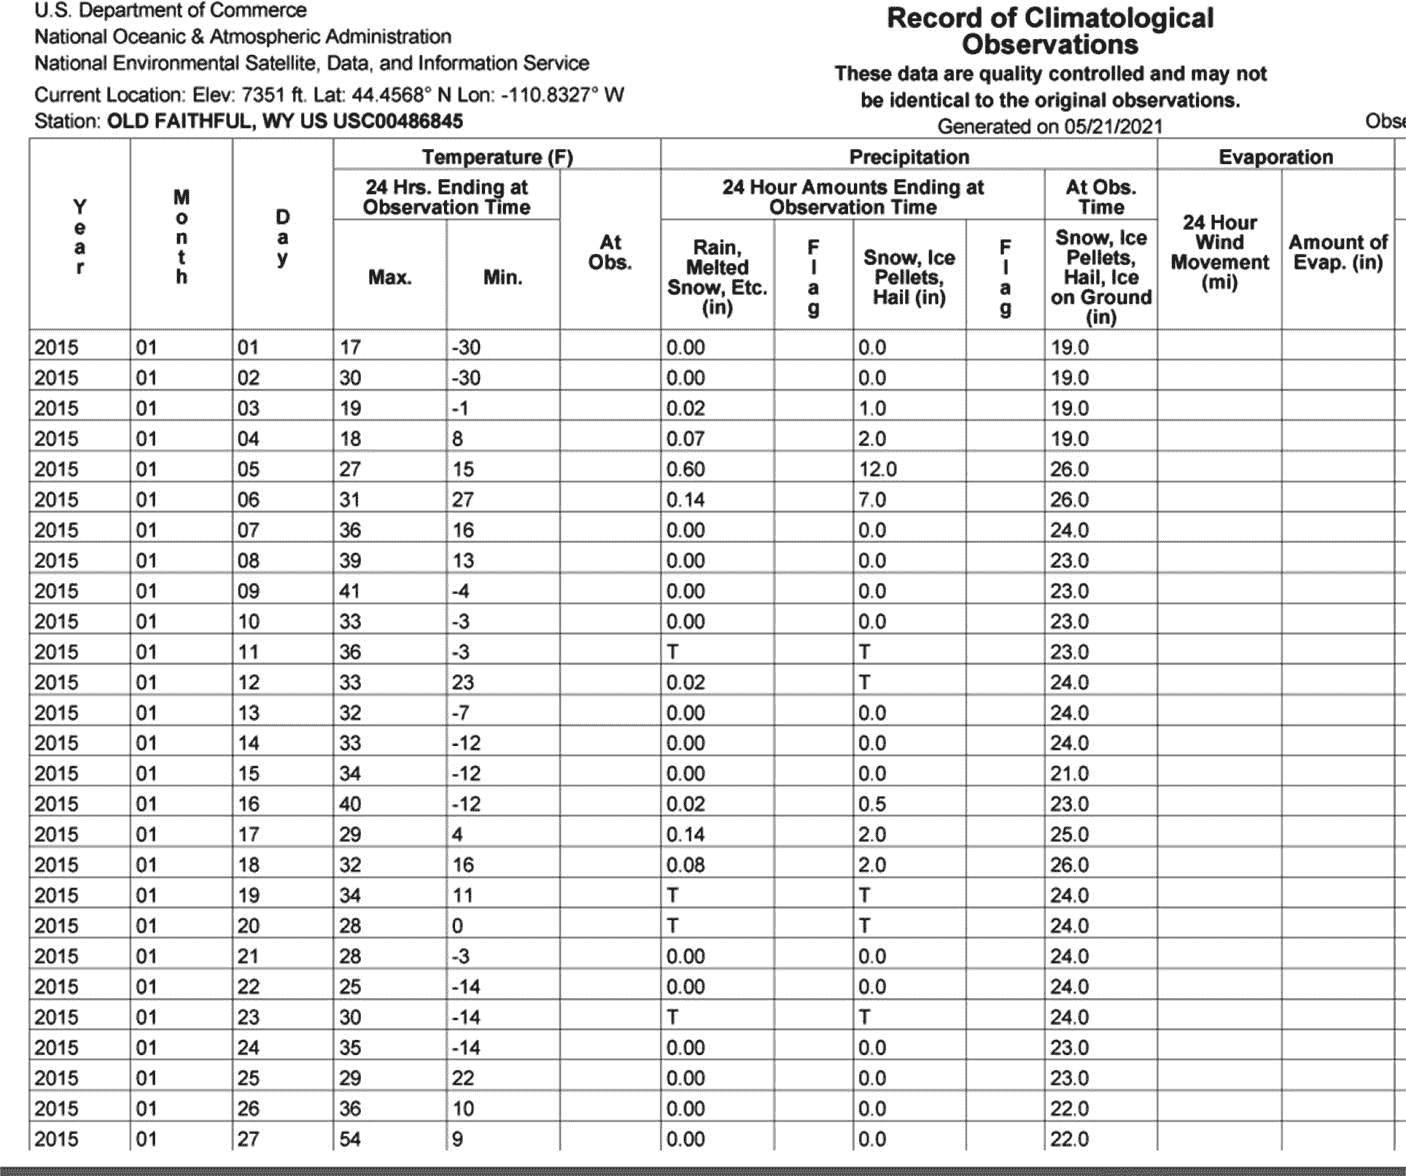 U.S. Department of Commerce
National Oceanic & Atmospheric Administration
National Environmental Satellite, Data, and Information Service
Current Location: Elev: 7351 ft. Lat: 44.4568° N Lon: -110.8327° W
Station: OLD FAITHFUL, WY US USC00486845
Record of Climatological
Observations
These data are quality controlled and may not
be identical to the original observations.
Generated on 05/21/2021
Obse
Year
Month
Day
Temperature (F)
24 Hrs. Ending at
Observation Time
Max.
Min.
At
Obs.
Precipitation
24 Hour Amounts Ending at
Observation Time
Rain,
Melted
Snow, Etc.
(in)
Flag
Snow, Ice
Pellets,
Hail (in)
Flag
At Obs.
Time
Snow, Ice
Pellets,
Hail, Ice
on Ground
(in)
Evaporation
24 Hour
Wind
Movement
(mi)
Amount of
Evap. (in)
2015 01 01 17 -30 0.00 0.0 19.0
2015 01 02 30 -30 0.00 0.0 19.0
2015 01 03 19 -1 0.02 1.0 19.0
2015 01 04 18 8 0.07 2.0 19.0
2015 01 05 27 15 0.60 12.0 26.0
2015 01 06 31 27 0.14 7.0 26.0
2015 01 07 36 16 0.00 0.0 24.0
2015 01 08 39 13 0.00 0.0 23.0
2015 01 09 41 -4 0.00 0.0 23.0
2015 01 10 33 -3 0.00 0.0 23.0
2015 01 11 36 -3 T T 23.0
2015 01 12 33 23 0.02 T 24.0
2015 01 13 32 -7 0.00 0.0 24.0
2015 01 14 33 -12 0.00 0.0 24.0
2015 01 15 34 -12 0.00 0.0 21.0
2015 01 16 40 -12 0.02 0.5 23.0
2015 01 17 29 4 0.14 2.0 25.0
2015 01 18 32 16 0.08 2.0 26.0
2015 01 19 34 11 T T 24.0
2015 01 20 28 0 T T 24.0
2015 01 21 28 -3 0.00 0.0 24.0
2015 01 22 25 -14 0.00 0.0 24.0
2015 01 23 30 -14 T T 24.0
2015 01 24 35 -14 0.00 0.0 23.0
2015 01 25 29 22 0.00 0.0 23.0
2015 01 26 36 10 0.00 0.0 22.0
2015 01 27 54 9 0.00 0.0 22.0